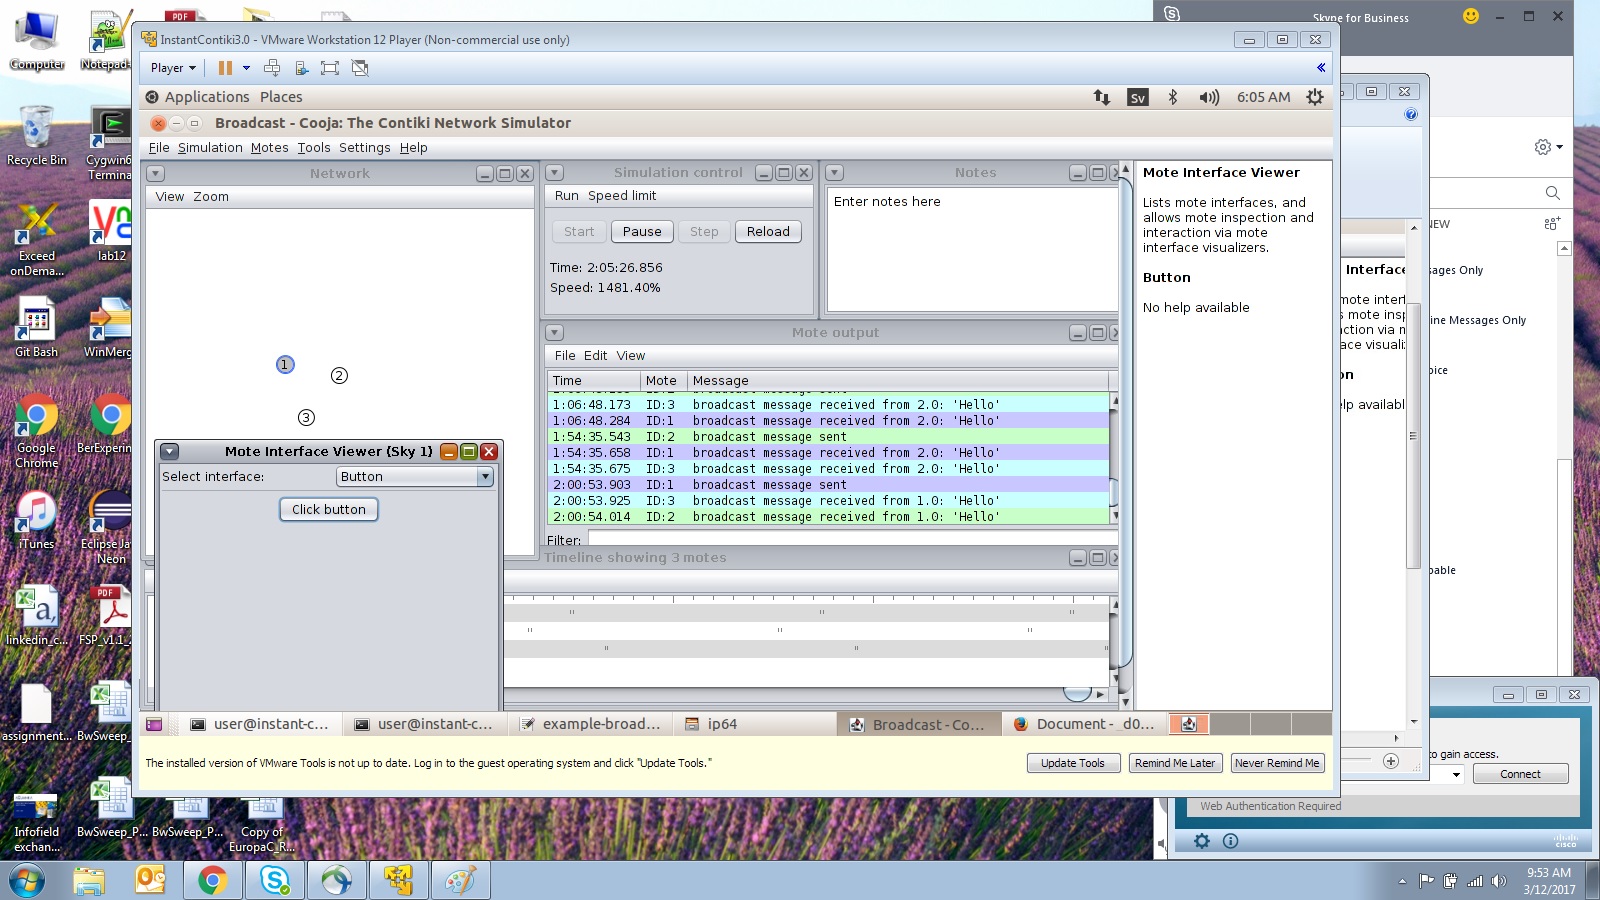 Skype for Business
InstantContiki3.0 - VMware Workstation 12 Player (Non-commercial use only)
Player
Applications Places
Sv
6:05 AM
Broadcast - Cooja: The Contiki Network Simulator
File Simulation Motes Tools Settings Help
Network
View Zoom
1
2
3
Simulation control
Run Speed limit
Start Pause Step Reload
Time: 2:05:26.856
Speed: 1481.40%
Notes
Enter notes here
Mote output
File Edit View
Time Mote Message
1:06:48.173 ID:3 broadcast message received from 2.0: 'Hello'
1:06:48.284 ID:1 broadcast message received from 2.0: 'Hello'
1:54:35.543 ID:2 broadcast message sent
1:54:35.658 ID:1 broadcast message received from 2.0: 'Hello'
1:54:35.675 ID:3 broadcast message received from 2.0: 'Hello'
2:00:53.903 ID:1 broadcast message sent
2:00:53.925 ID:3 broadcast message received from 1.0: 'Hello'
2:00:54.014 ID:2 broadcast message received from 1.0: 'Hello'
Filter:
Timeline showing 3 motes
Mote Interface Viewer (Sky 1)
Select interface: Button
Click button
Mote Interface Viewer
Lists mote interfaces, and
allows mote inspection and
interaction via mote
interface visualizers.
Button
No help available
user@instant-c...
user@instant-c...
example-broad...
ip64
Broadcast - Co...
Document - _d0...
The installed version of VMware Tools is not up to date. Log in to the guest operating system and click "Update Tools."
Update Tools
Remind Me Later
Never Remind Me
NEW
sages Only
ine Messages Only
oice
bable
Interface
mote interf
s mote insp
ction via m
ace visuali
on
elp available
to gain access.
Connect
Web Authentication Required
cisco
Computer
Notepad
PDF
Recycle Bin
Cygwin6
Termina
Exceed
onDema...
lab12
Git Bash
WinMerg
Google
Chrome
BerExperin
iTunes
Eclipse Ja
Neon
linkedin_c...
PDF
FSP_v1.1_2
assignment...
BwSweep_
Infofield
exchan...
BwSweep_P...
BwSweep_P...
Copy of
EuropaC_R...
9:53 AM
3/12/2017